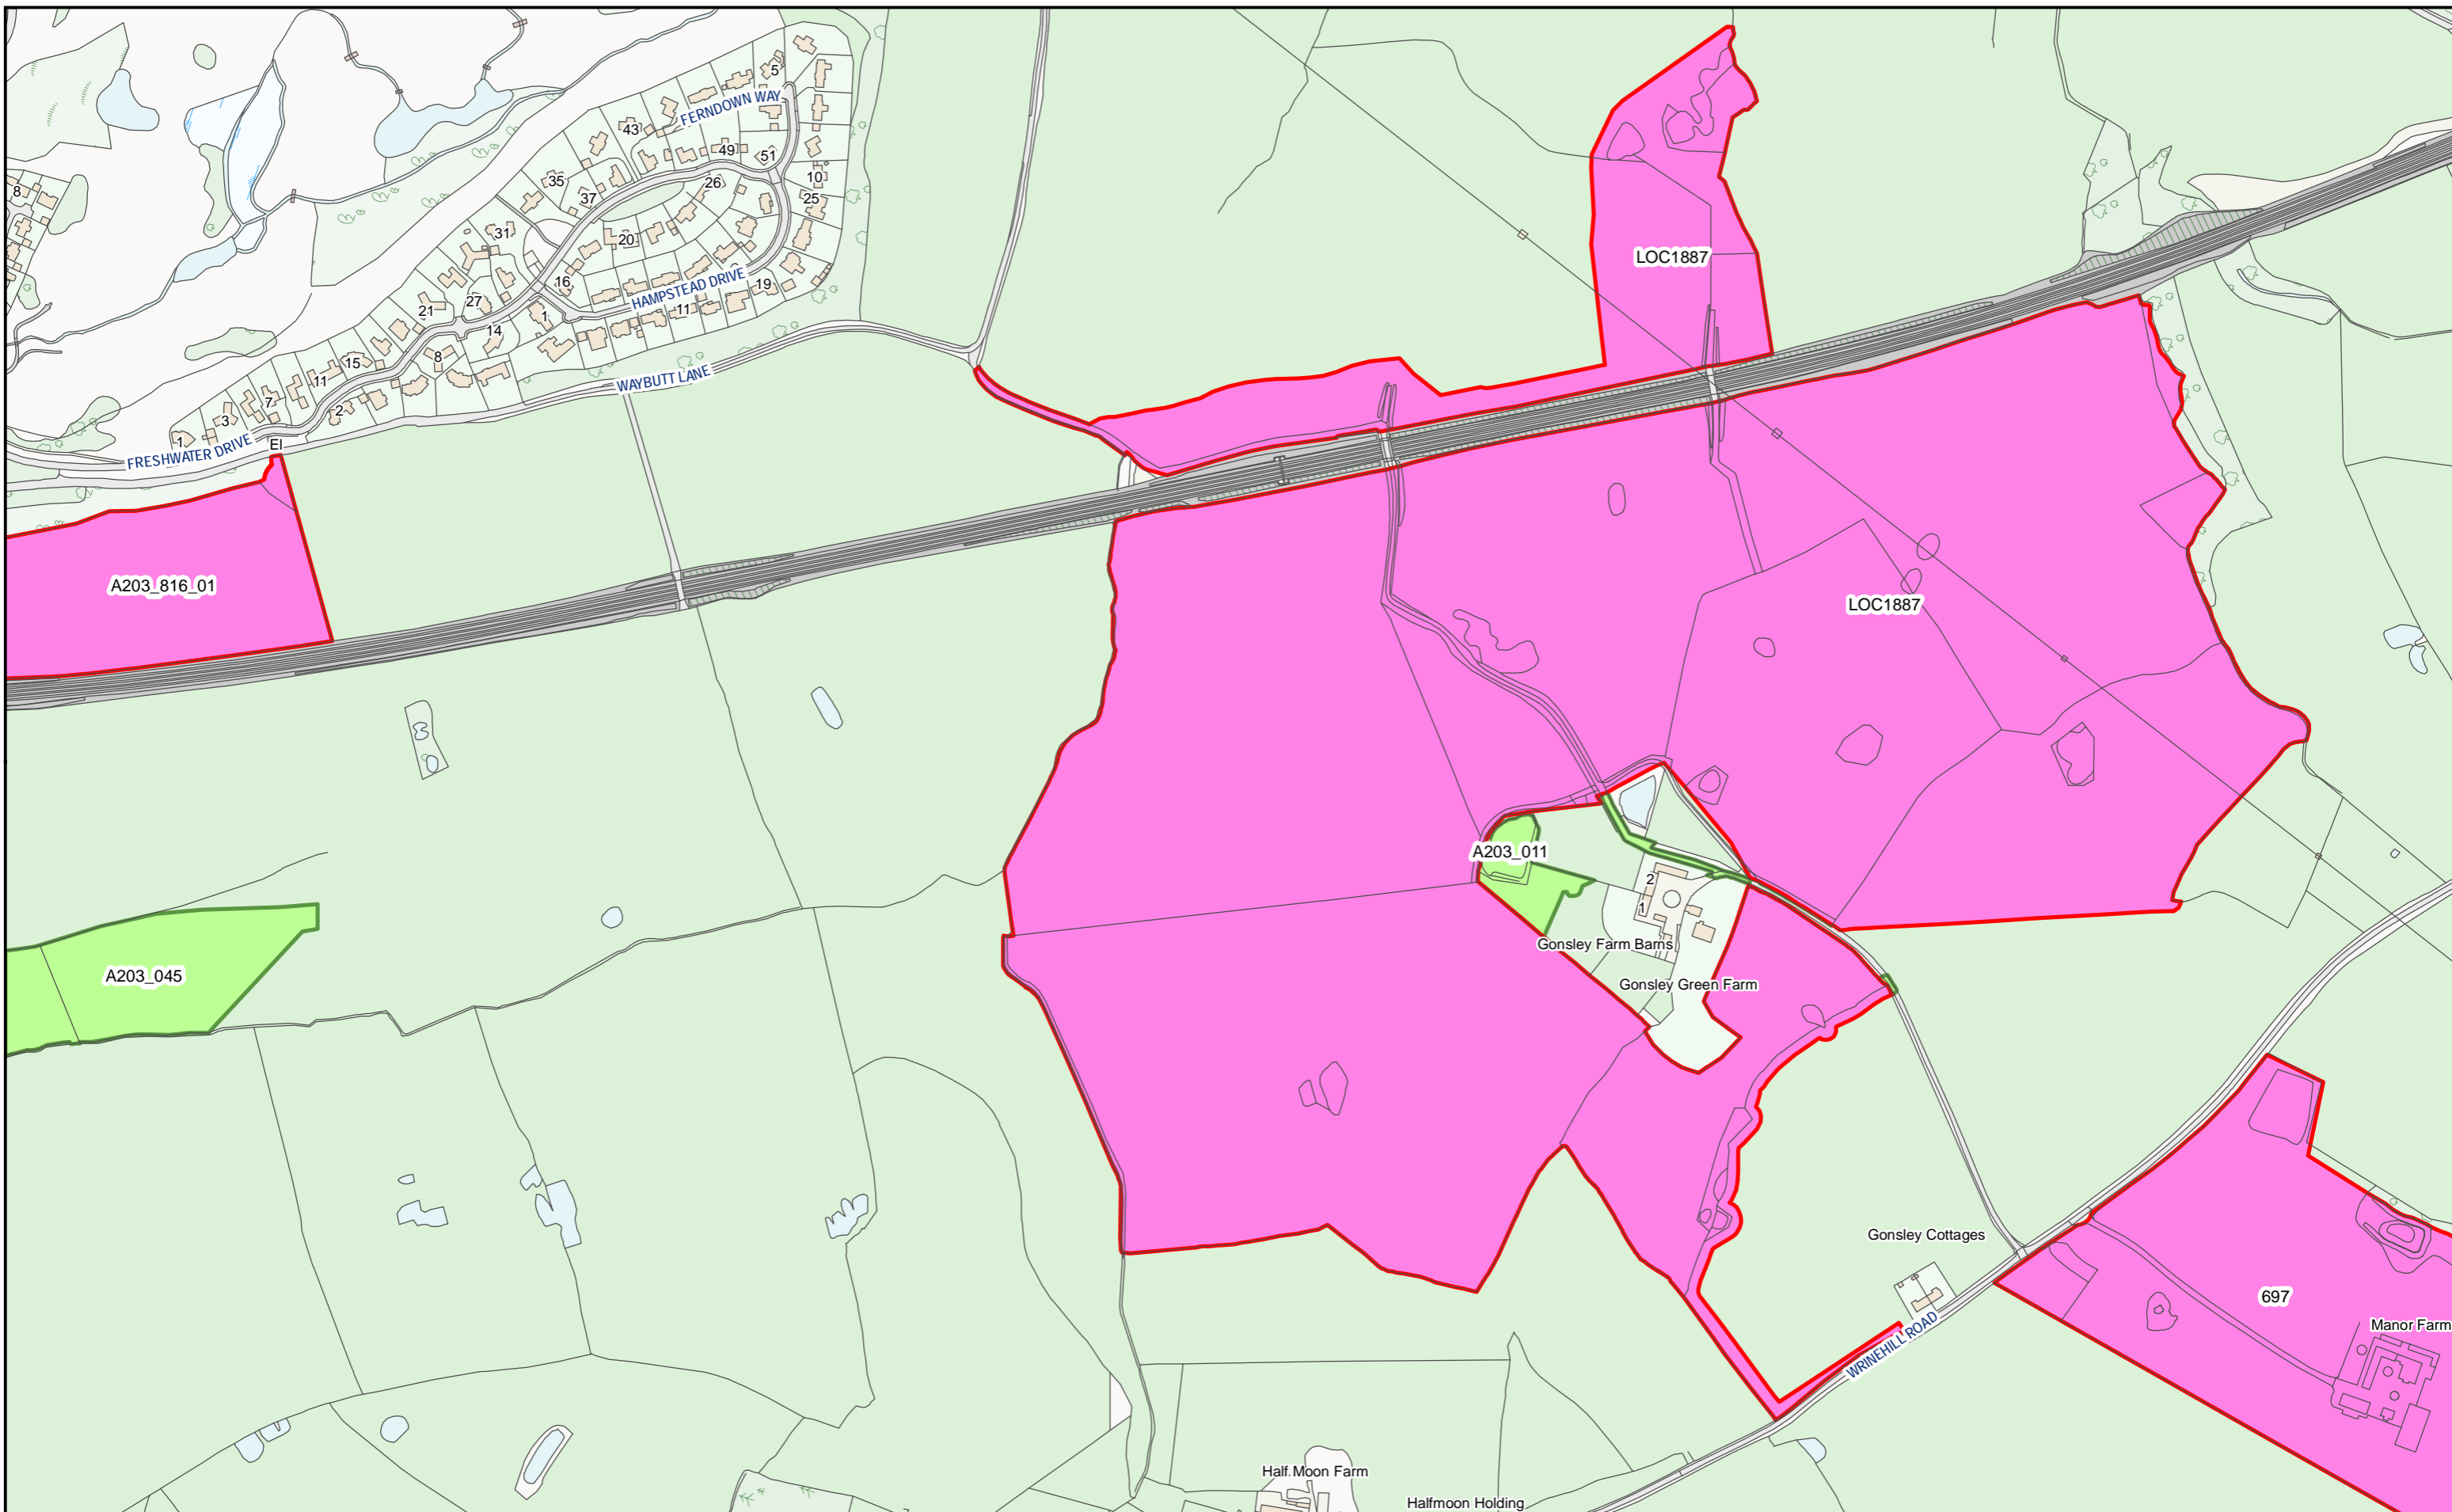 5
FERNDOWN WAY
43
49
51
8
35
26
10
37
25
31
20
LOC1887
16
HAMPSTEAD DRIVE
19
27
21
11
1
14
8
15
WAYBUTT LANE
11
7
2
3
1
EI
FRESHWATER DRIVE
A203_816_01
LOC1887
A203_011
2
1
Gonsley Farm Barns
A203_045
Gonsley Green Farm
Gonsley Cottages
697
Manor Farm
WRINEHILL ROAD
Half Moon Farm
Halfmoon Holding